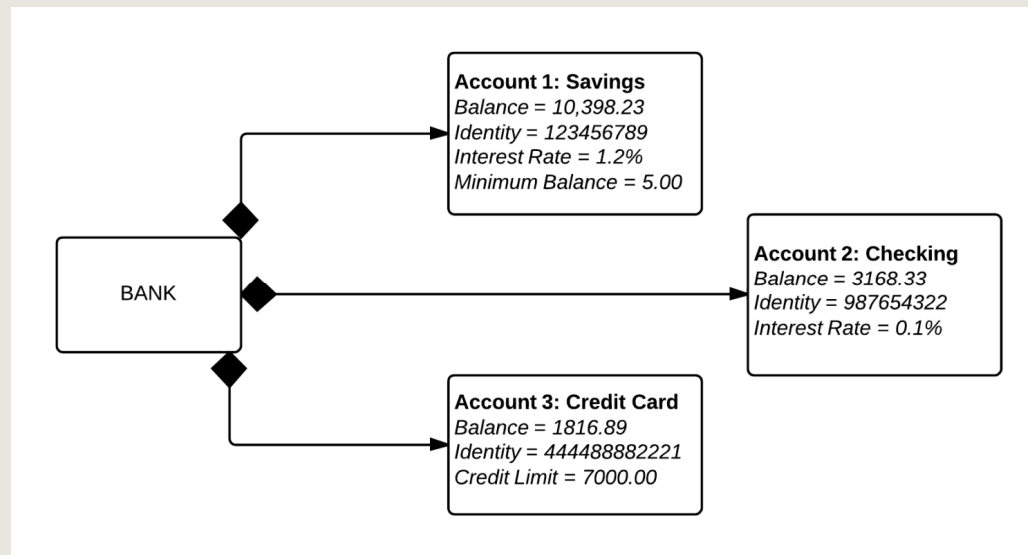 Account 1: Savings
Balance = 10,398.23
Identity = 123456789
Interest Rate = 1.2%
Minimum Balance = 5.00
BANK
Account 2: Checking
Balance = 3168.33
Identity = 987654322
Interest Rate = 0.1%
Account 3: Credit Card
Balance = 1816.89
Identity = 444488882221
Credit Limit = 7000.00